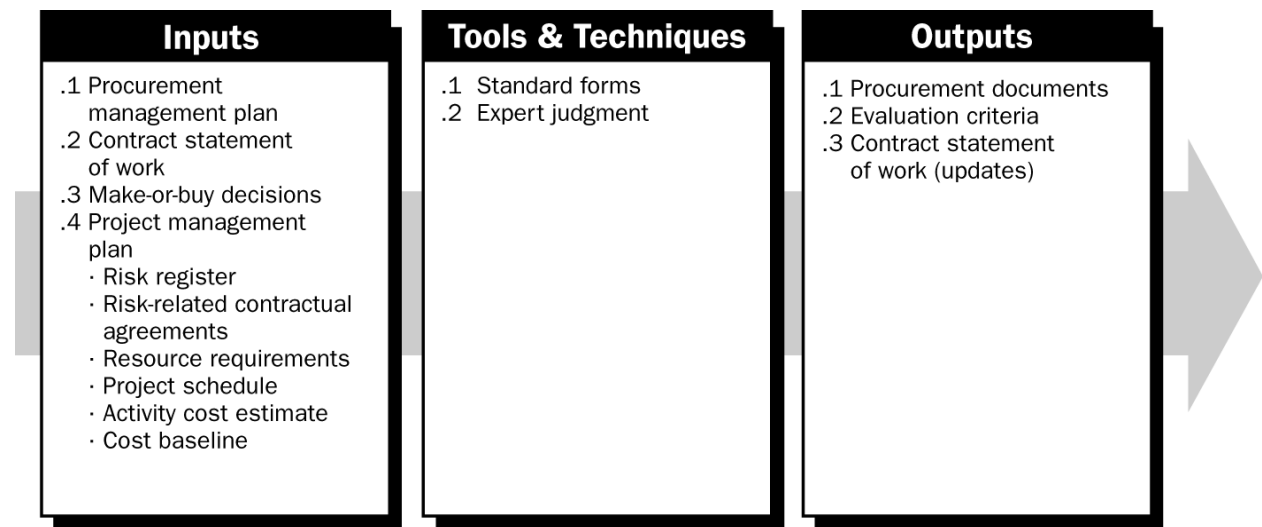 Inputs
.1 Procurement
management plan
.2 Contract statement
of work
.3 Make-or-buy decisions
.4 Project management
plan
· Risk register
· Risk-related contractual
agreements
· Resource requirements
· Project schedule
· Activity cost estimate
· Cost baseline
Tools & Techniques
.1 Standard forms
.2 Expert judgment
Outputs
.1 Procurement documents
.2 Evaluation criteria
.3 Contract statement
of work (updates)